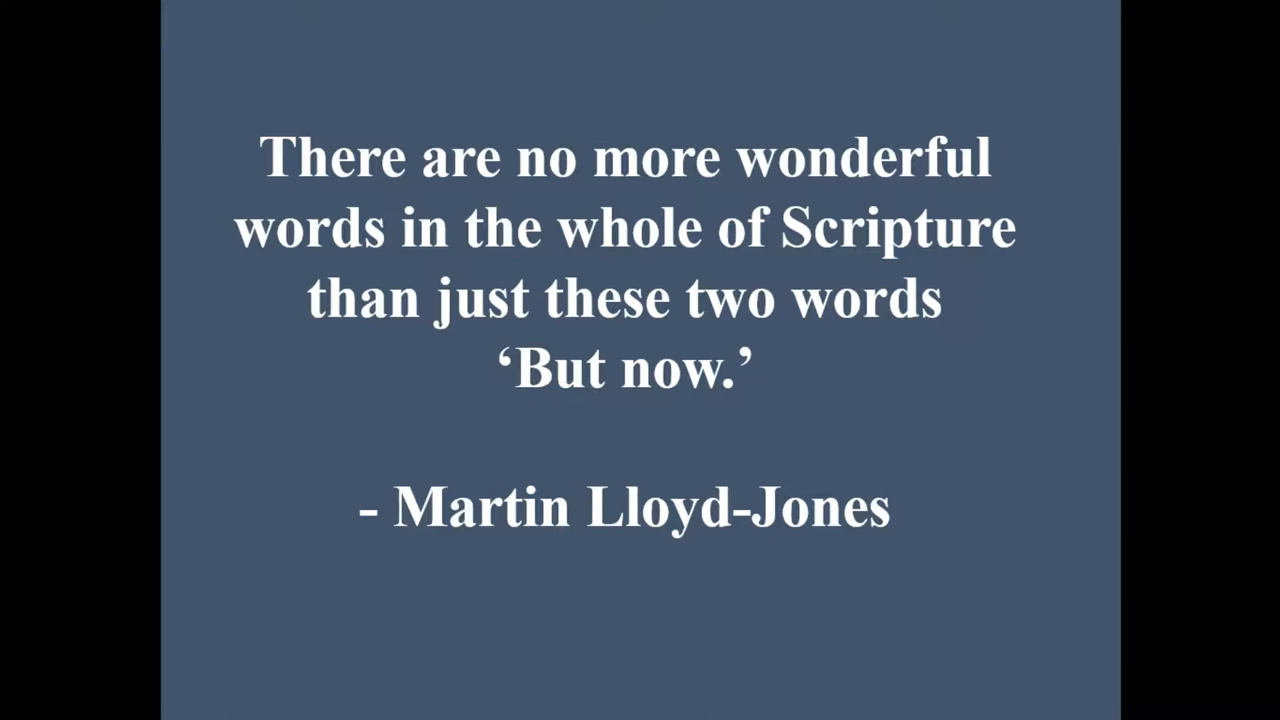 There are no more wonderful
words in the whole of Scripture
than just these two words
‘But now.’
- Martin Lloyd-Jones